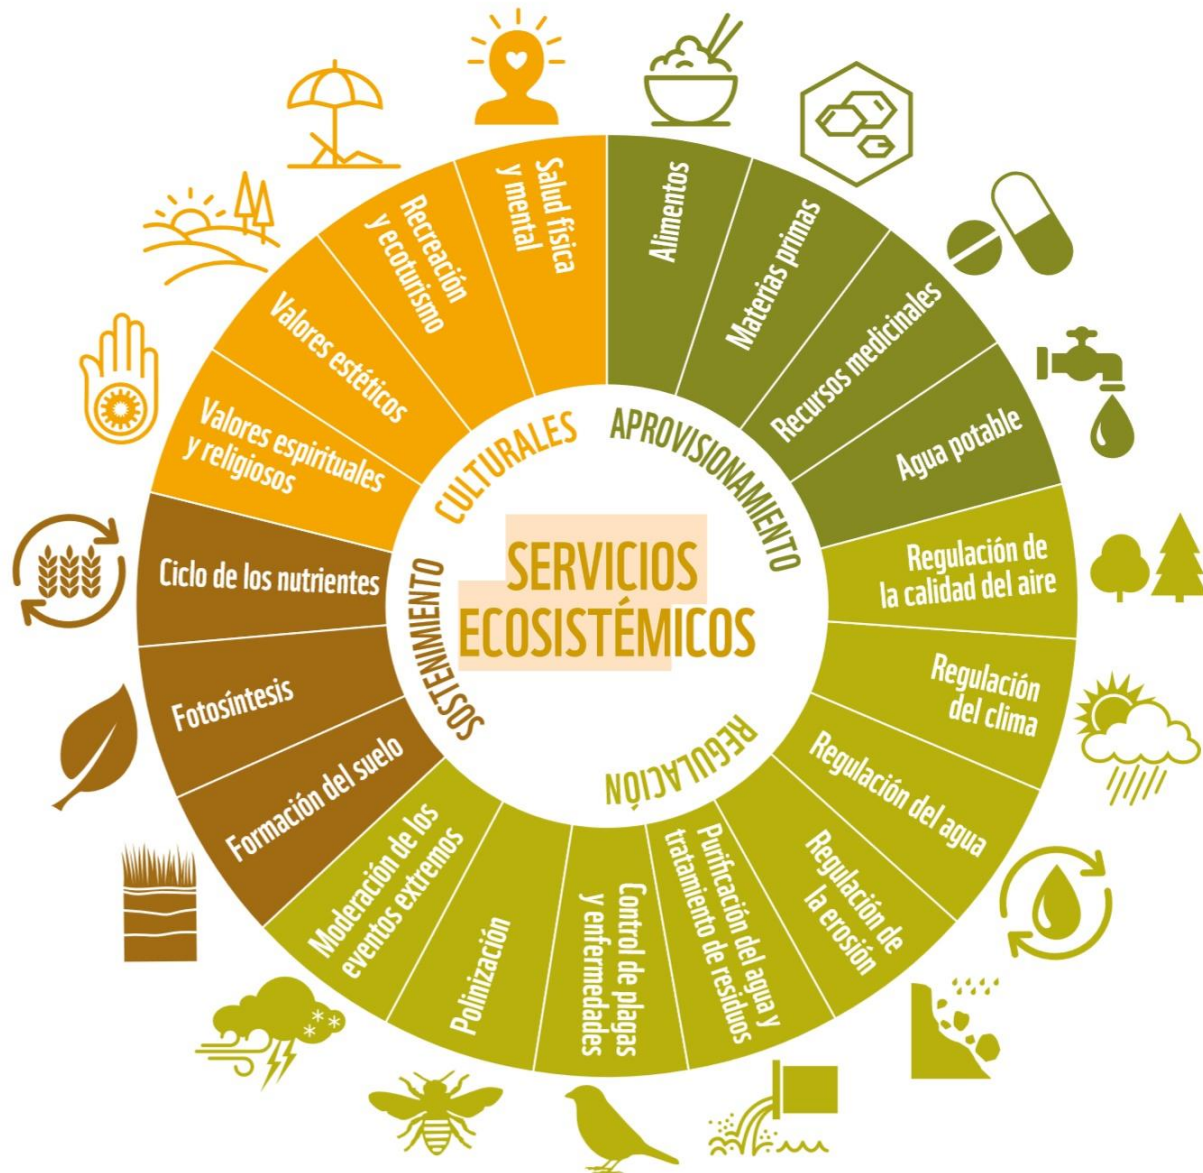 SERVICIOS
ECOSISTÉMICOS
APROVISIONAMIENTO
Alimentos
Materias primas
Recursos medicinales
Agua potable
REGULACIÓN
Regulación de
la calidad del aire
Regulación
del clima
Regulación del agua
Regulación de
la erosión
Purificación del agua y
tratamiento de residuos
Control de plagas
y enfermedades
Polinización
Moderación de los
eventos extremos
SOSTENIMIENTO
Formación del suelo
Fotosíntesis
Ciclo de los nutrientes
CULTURALES
Valores espirituales
y religiosos
Valores estéticos
Recreación
y ecoturismo
Salud física
y mental